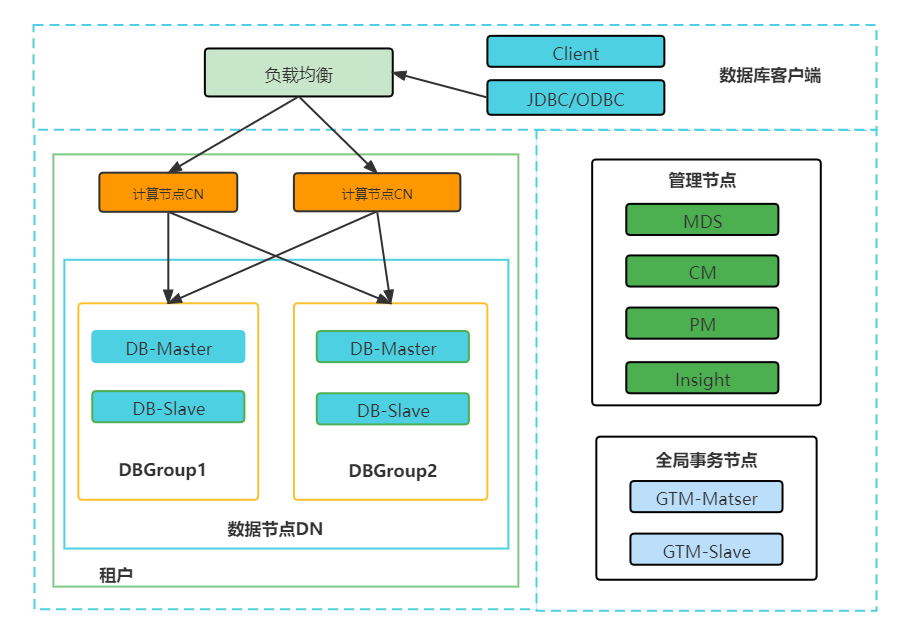 Client
负载均衡
数据库客户端
JDBC/ODBC
计算节点CN
计算节点CN
DB-Master
DB-Slave
DBGroup1
DB-Master
DB-Slave
DBGroup2
数据节点DN
租户
管理节点
MDS
CM
PM
Insight
全局事务节点
GTM-Matser
GTM-Slave